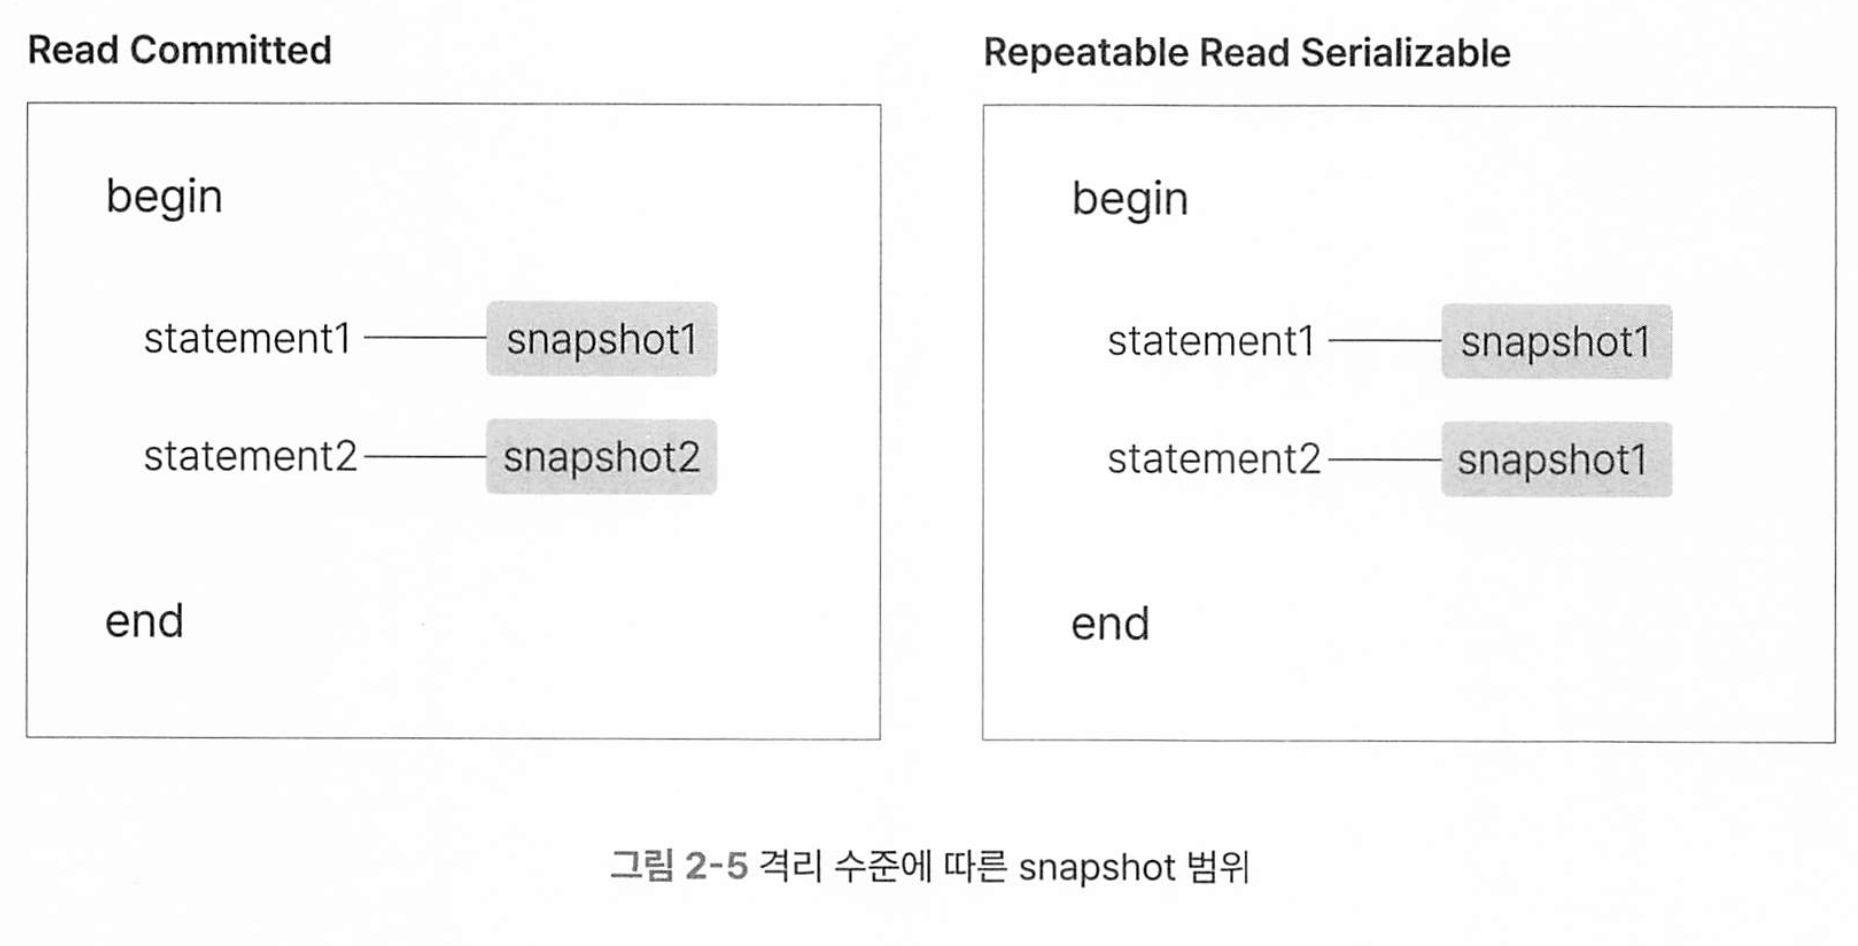 Read Committed
begin
statement1 snapshot1
statement2 snapshot2
end
Repeatable Read Serializable
begin
statement1 snapshot1
statement2 snapshot1
end
그림 2-5 격리 수준에 따른 snapshot 범위